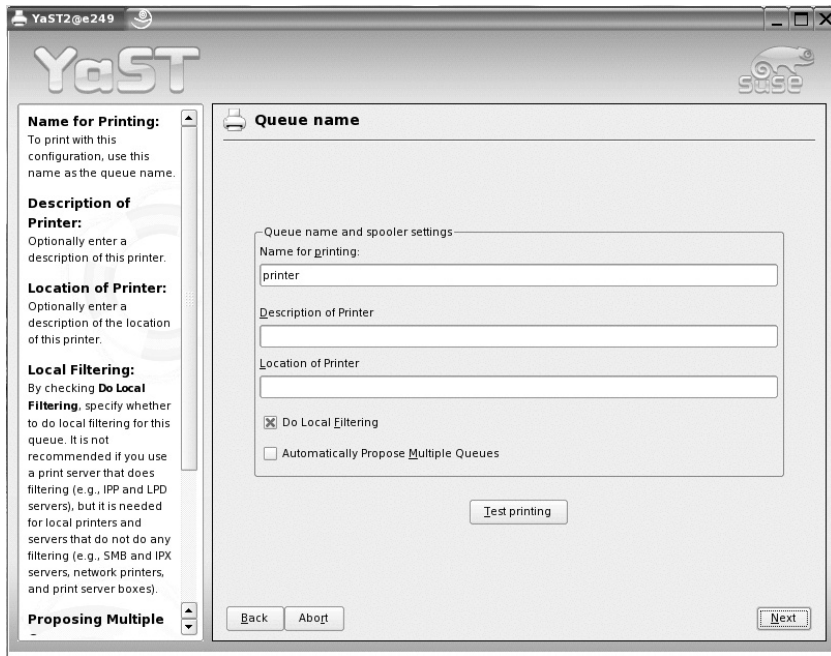 YaST2@e249
YaST
suse
Name for Printing:
To print with this
configuration, use this
name as the queue name.
Description of
Printer:
Optionally enter a
description of this printer.
Location of Printer:
Optionally enter a
description of the location
of this printer.
Local Filtering:
By checking Do Local
Filtering, specify whether
to do local filtering for this
queue. It is not
recommended if you use
a print server that does
filtering (e.g., IPP and LPD
servers), but it is needed
for local printers and
servers that do not do any
filtering (e.g., SMB and IPX
servers, network printers,
and print server boxes).
Proposing Multiple
Queue name
Queue name and spooler settings
Name for printing:
printer
Description of Printer
Location of Printer
Do Local Filtering
Automatically Propose Multiple Queues
Test printing
Back
Abort
Next